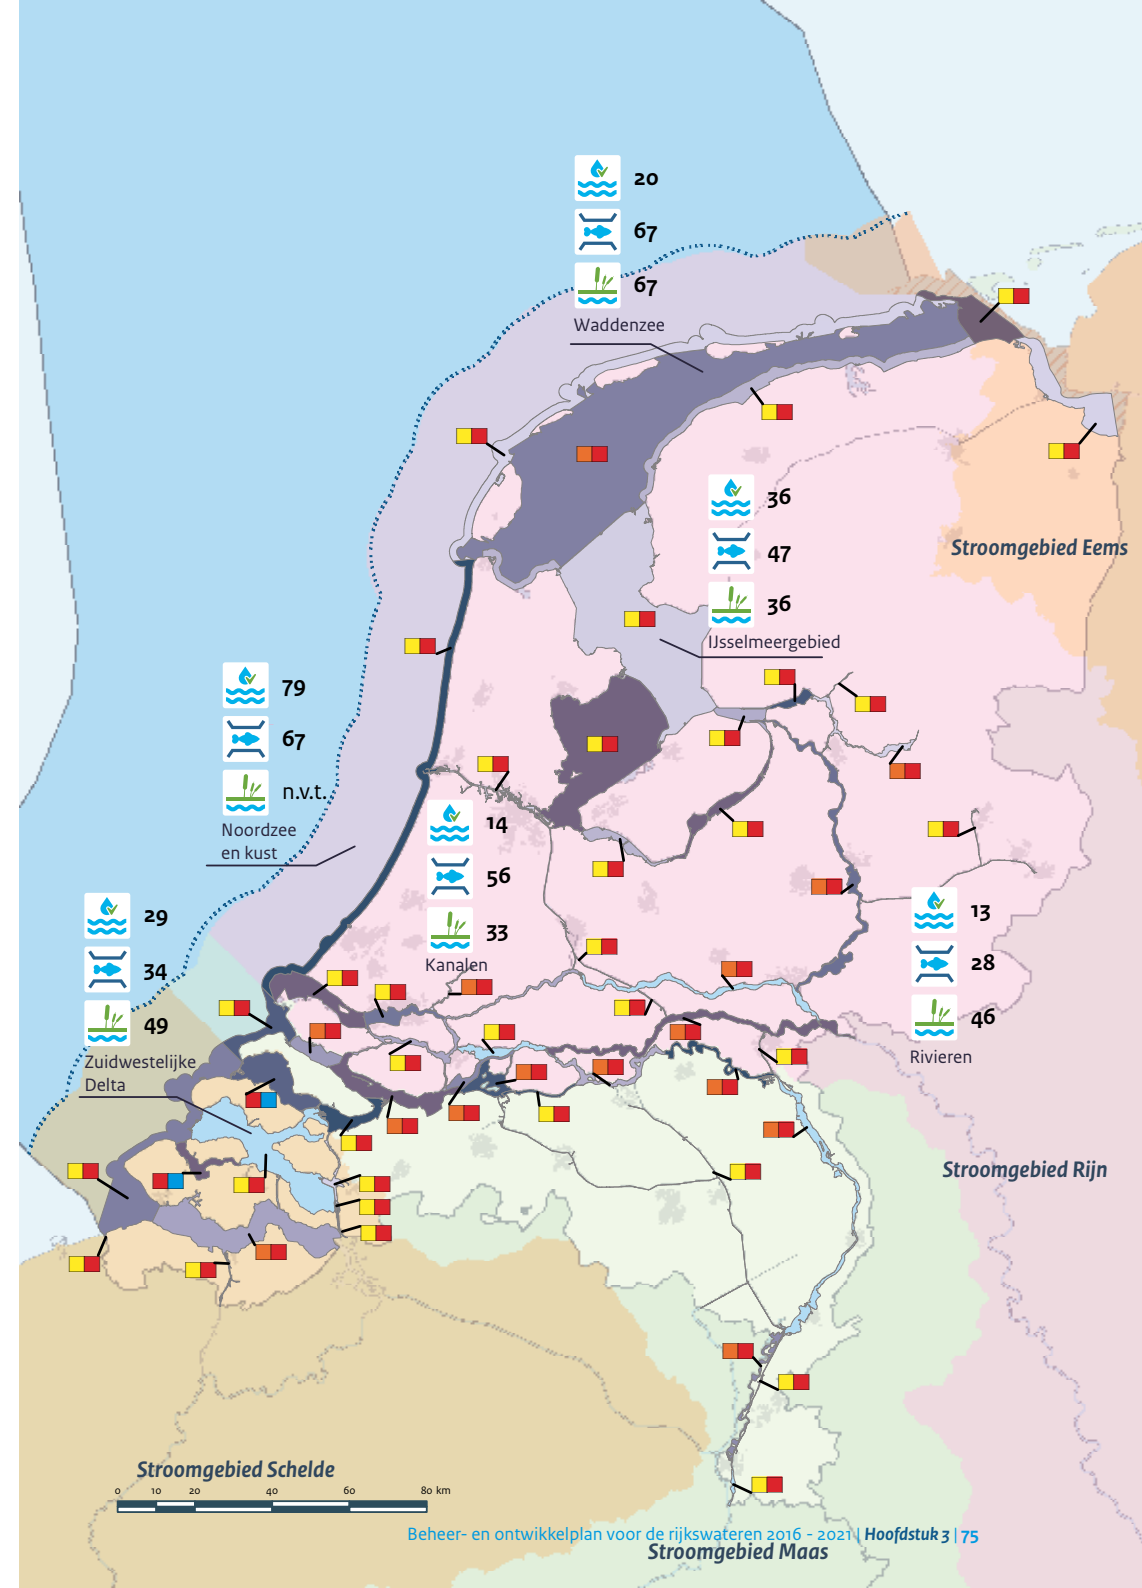 20
67
67
Waddenzee
36
47
36
IJsselmeergebied
Stroomgebied Eems
79
67
n.v.t.
Noordzee
en kust
14
56
33
Kanalen
29
34
49
Zuidwestelijke
Delta
13
28
46
Rivieren
Stroomgebied Rijn
Stroomgebied Schelde
0 10 20 40 60 80 km
Beheer- en ontwikkelplan voor de rijkswateren 2016 - 2021 | Hoofdstuk 3 | 75
Stroomgebied Maas